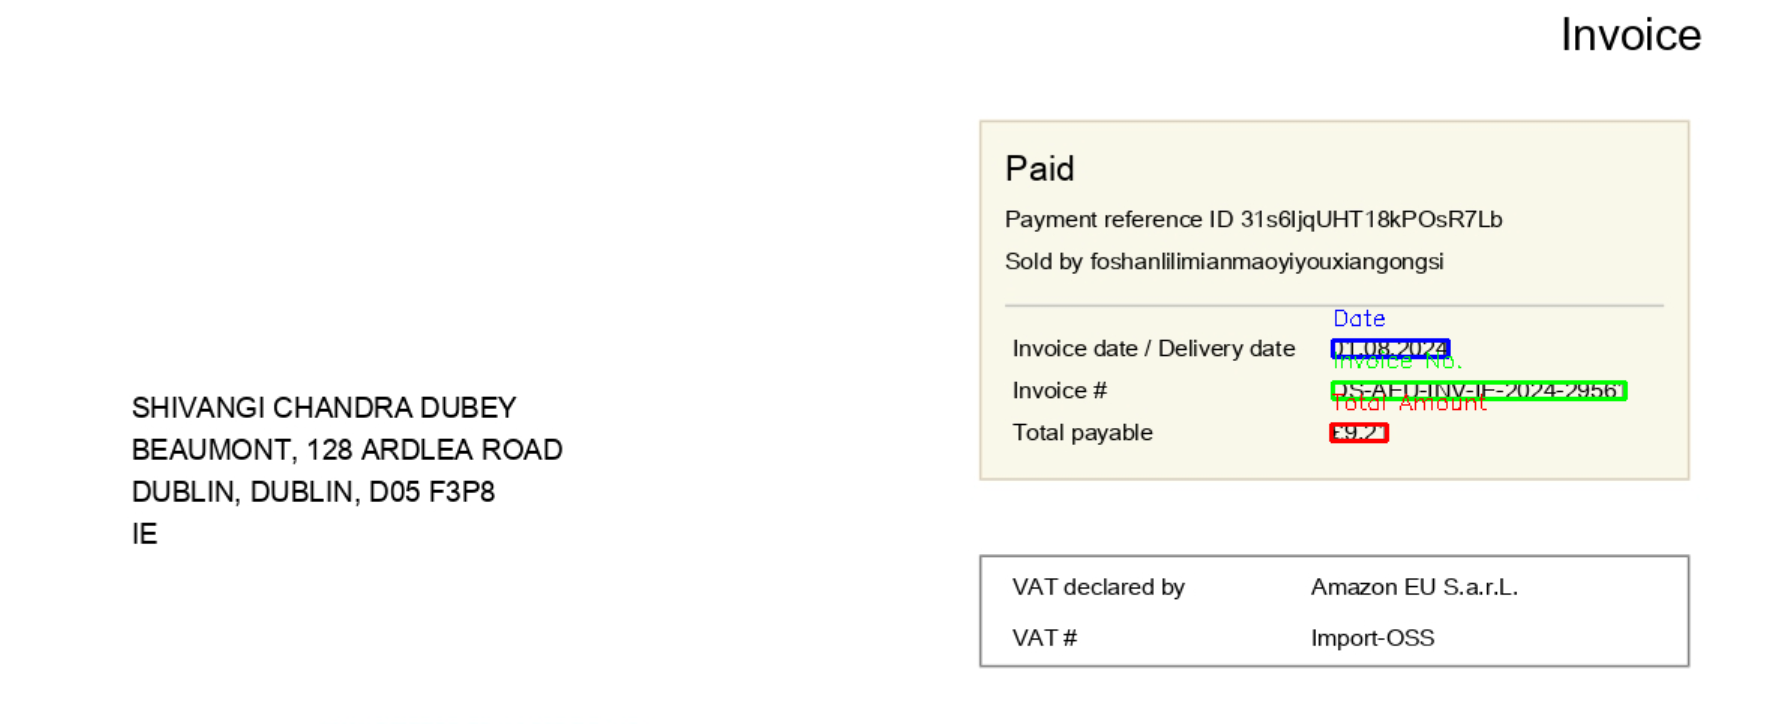 Invoice
Paid
Payment reference ID 31s6ljqUHT18kPOsR7Lb
Sold by foshanlilimianmaoyiyouxiangongsi
Date
Invoice date / Delivery date 01.08.2024
Invoice No.
Invoice # DS-AEU-INV-IE-2024-29561
Total Amount
Total payable £9.21
SHIVANGI CHANDRA DUBEY
BEAUMONT, 128 ARDLEA ROAD
DUBLIN, DUBLIN, D05 F3P8
IE
VAT declared by Amazon EU S.a.r.L.
VAT # Import-OSS